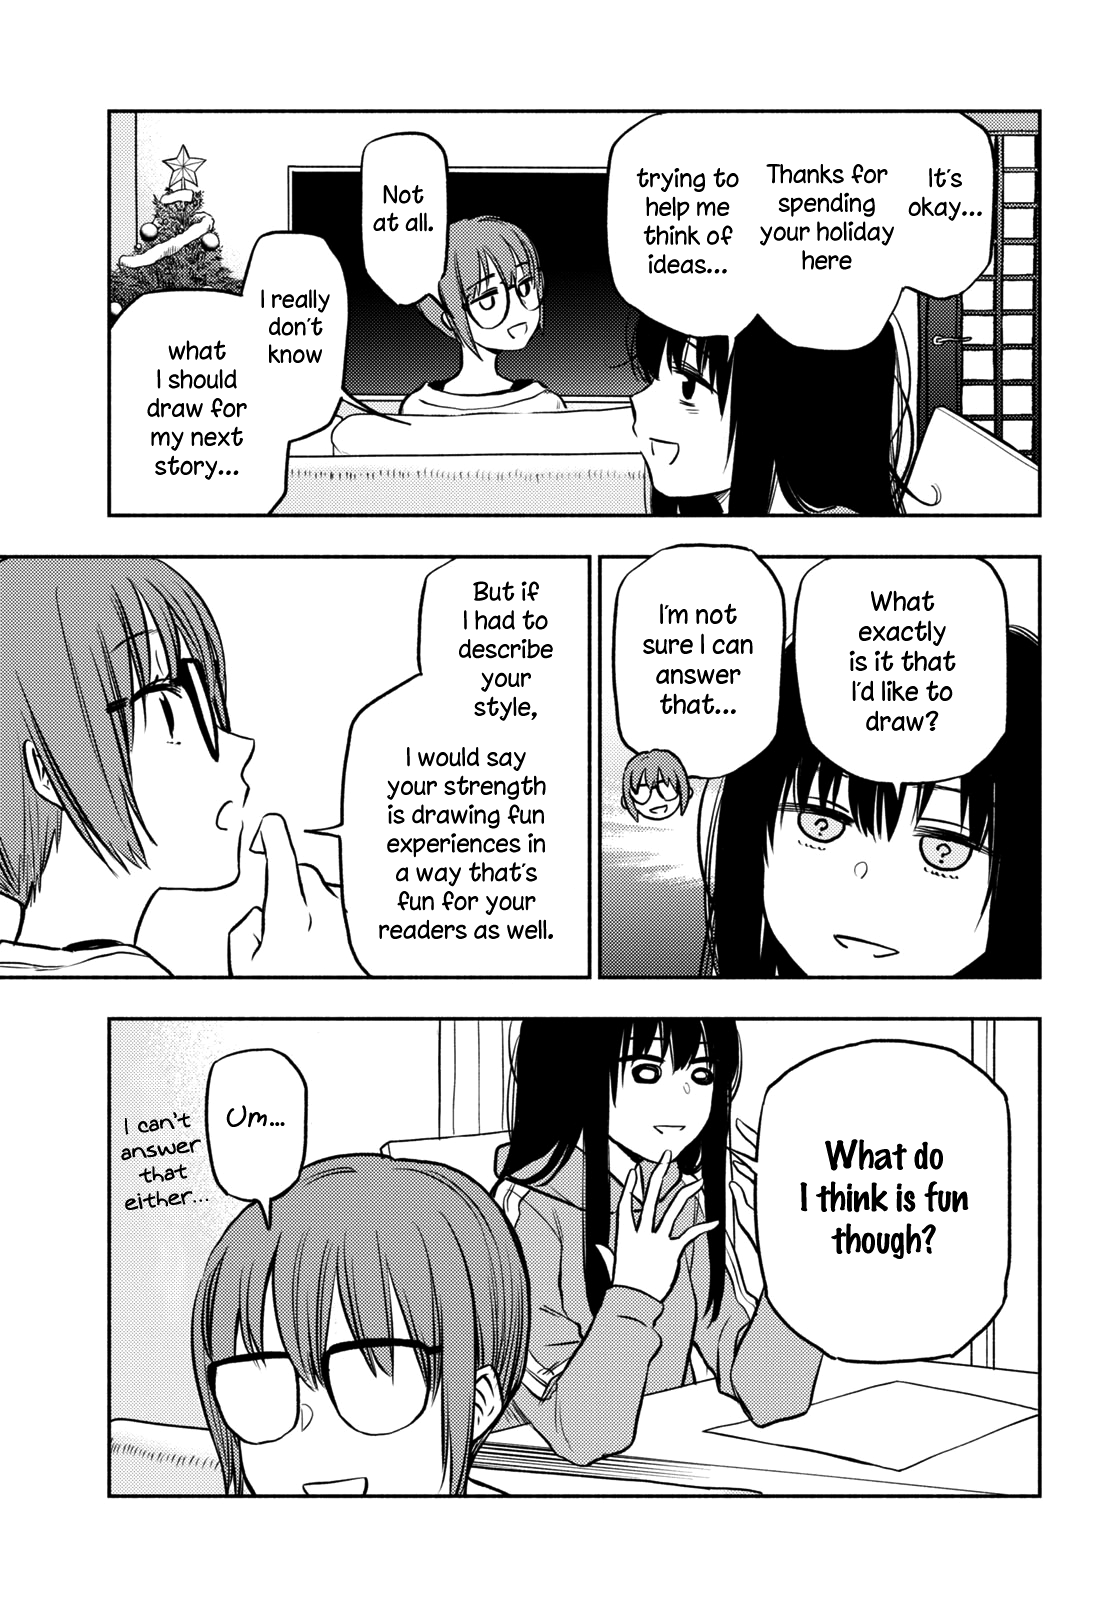 It's
okay...
Thanks for
spending
your holiday
here
trying to
help me
think of
ideas...
Not
at all.
I really
don't
know
what
I should
draw for
my next
story...
What
exactly
is it that
I'd like to
draw?
I'm not
sure I can
answer
that...
?
?
But if
I had to
describe
your
style,
I would say
your strength
is drawing fun
experiences in
a way that's
fun for your
readers as well.
What do
I think is fun
though?
Um...
I can't
answer
that
either...